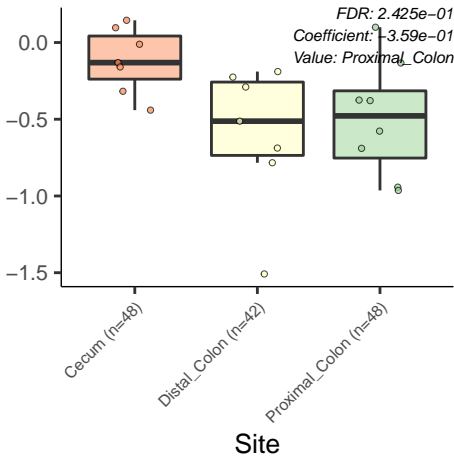 FDR: 2.425e−01
Coefficient: −3.59e−01
Value: Proximal_Colon
0.0
−0.5
−1.0
−1.5
Cecum (n=48)
Distal_Colon (n=42)
Proximal_Colon (n=48)
Site